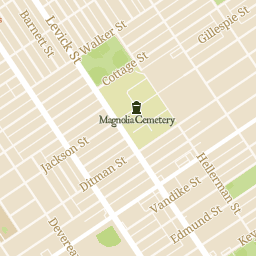 Barnett St
Levick St
Walker St
Gillespie St
Cottage St
Magnolia Cemetery
Jackson St
Ditman St
Hellerman St
Vandike St
Edmund St
Deverea
Key